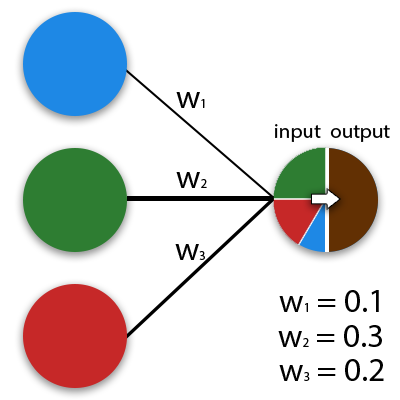 w₁
input output
w₂
w₃
w₁ = 0.1
w₂ = 0.3
w₃ = 0.2